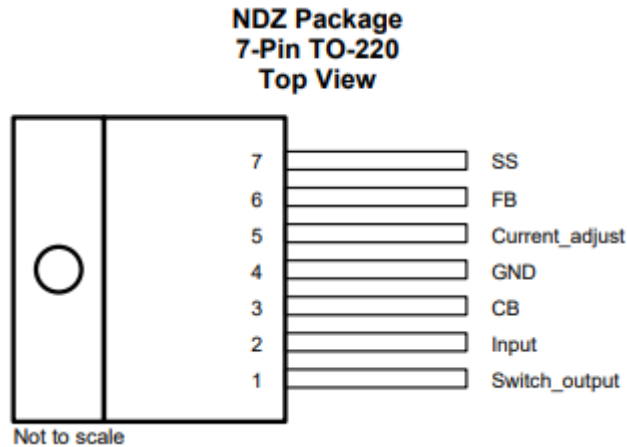 NDZ Package
7-Pin TO-220
Top View
7 SS
6 FB
5 Current_adjust
4 GND
3 CB
2 Input
1 Switch_output
Not to scale